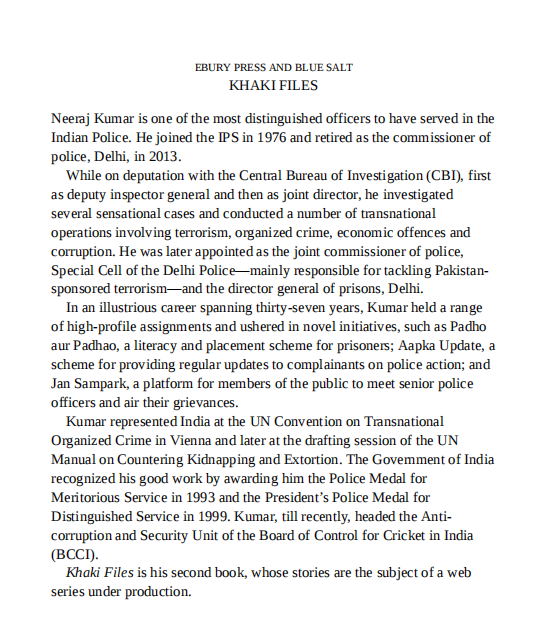 EBURY PRESS AND BLUE SALT
KHAKI FILES
Neeraj Kumar is one of the most distinguished officers to have served in the
Indian Police. He joined the IPS in 1976 and retired as the commissioner of
police, Delhi, in 2013.
While on deputation with the Central Bureau of Investigation (CBI), first
as deputy inspector general and then as joint director, he investigated
several sensational cases and conducted a number of transnational
operations involving terrorism, organized crime, economic offences and
corruption. He was later appointed as the joint commissioner of police,
Special Cell of the Delhi Police—mainly responsible for tackling Pakistan-
sponsored terrorism—and the director general of prisons, Delhi.
In an illustrious career spanning thirty-seven years, Kumar held a range
of high-profile assignments and ushered in novel initiatives, such as Padho
aur Padhao, a literacy and placement scheme for prisoners; Aapka Update, a
scheme for providing regular updates to complainants on police action; and
Jan Sampark, a platform for members of the public to meet senior police
officers and air their grievances.
Kumar represented India at the UN Convention on Transnational
Organized Crime in Vienna and later at the drafting session of the UN
Manual on Countering Kidnapping and Extortion. The Government of India
recognized his good work by awarding him the Police Medal for
Meritorious Service in 1993 and the President’s Police Medal for
Distinguished Service in 1999. Kumar, till recently, headed the Anti-
corruption and Security Unit of the Board of Control for Cricket in India
(BCCI).
Khaki Files is his second book, whose stories are the subject of a web
series under production.